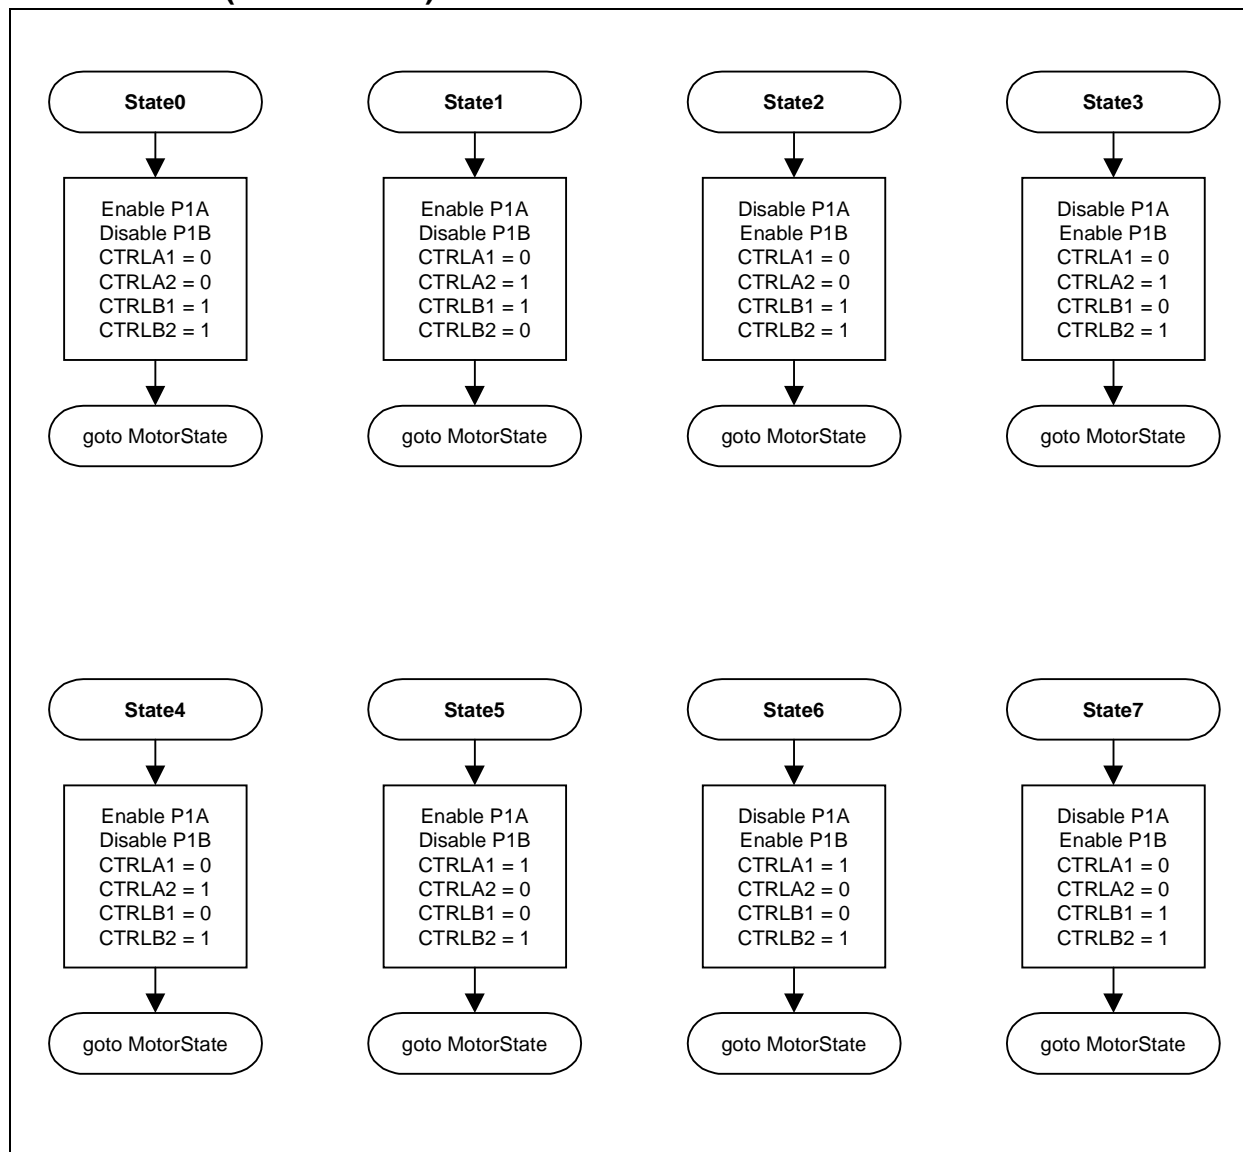 State0
Enable P1A
Disable P1B
CTRLA1 = 0
CTRLA2 = 0
CTRLB1 = 1
CTRLB2 = 1
goto MotorState
State1
Enable P1A
Disable P1B
CTRLA1 = 0
CTRLA2 = 1
CTRLB1 = 1
CTRLB2 = 0
goto MotorState
State2
Disable P1A
Enable P1B
CTRLA1 = 0
CTRLA2 = 0
CTRLB1 = 1
CTRLB2 = 1
goto MotorState
State3
Disable P1A
Enable P1B
CTRLA1 = 0
CTRLA2 = 1
CTRLB1 = 0
CTRLB2 = 1
goto MotorState
State4
Enable P1A
Disable P1B
CTRLA1 = 0
CTRLA2 = 1
CTRLB1 = 0
CTRLB2 = 1
goto MotorState
State5
Enable P1A
Disable P1B
CTRLA1 = 1
CTRLA2 = 0
CTRLB1 = 0
CTRLB2 = 1
goto MotorState
State6
Disable P1A
Enable P1B
CTRLA1 = 1
CTRLA2 = 0
CTRLB1 = 0
CTRLB2 = 1
goto MotorState
State7
Disable P1A
Enable P1B
CTRLA1 = 0
CTRLA2 = 0
CTRLB1 = 1
CTRLB2 = 1
goto MotorState